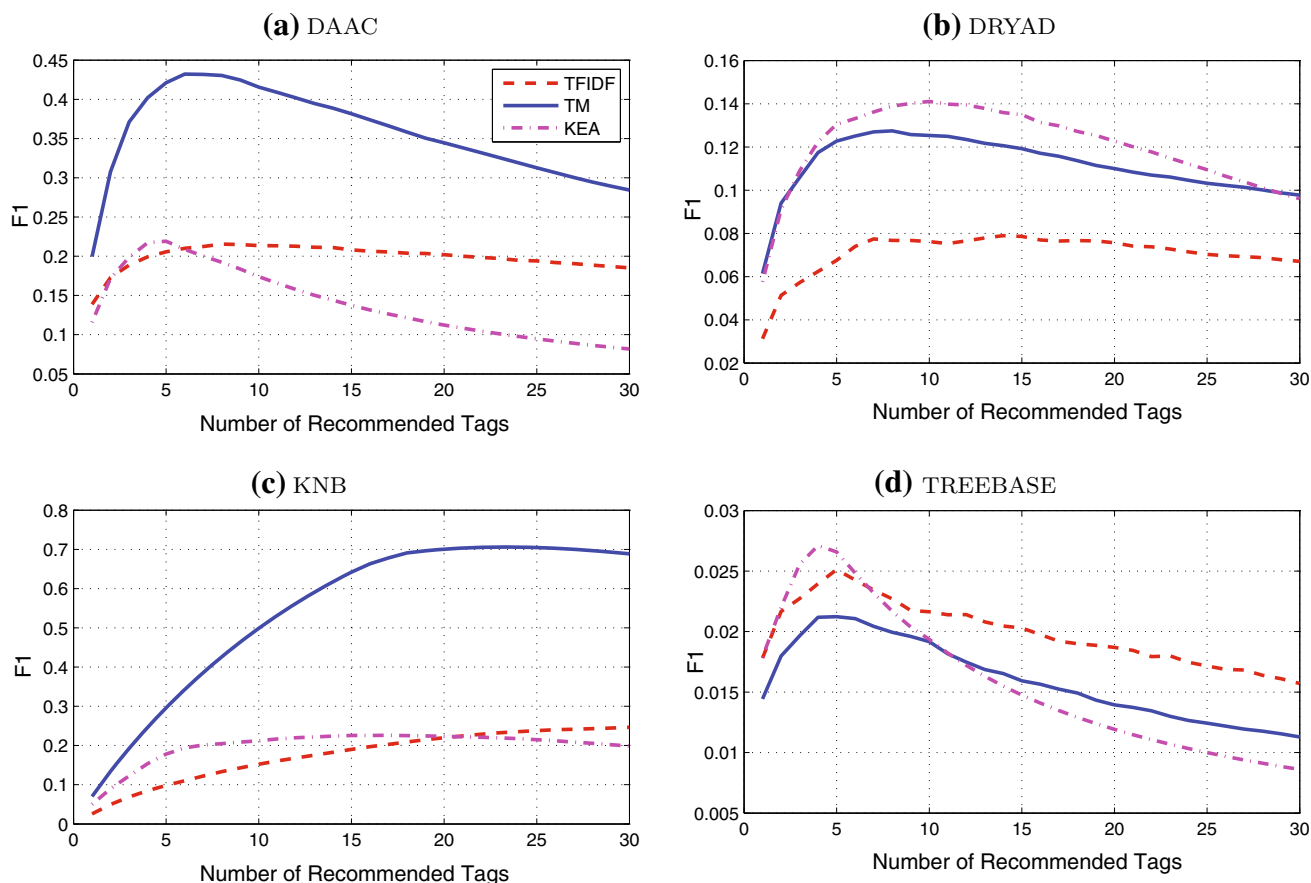 (a) DAAC
0.45
0.4
0.35
0.3
0.25
0.2
0.15
0.1
0.05
F1
TFIDF
TM
KEA
0 5 10 15 20 25 30
Number of Recommended Tags
(b) DRYAD
0.16
0.14
0.12
0.1
0.08
0.06
0.04
0.02
F1
0 5 10 15 20 25 30
Number of Recommended Tags
(c) KNB
0.8
0.7
0.6
0.5
0.4
0.3
0.2
0.1
0
F1
0 5 10 15 20 25 30
Number of Recommended Tags
(d) TREEBASE
0.03
0.025
0.02
0.015
0.01
0.005
F1
0 5 10 15 20 25 30
Number of Recommended Tags